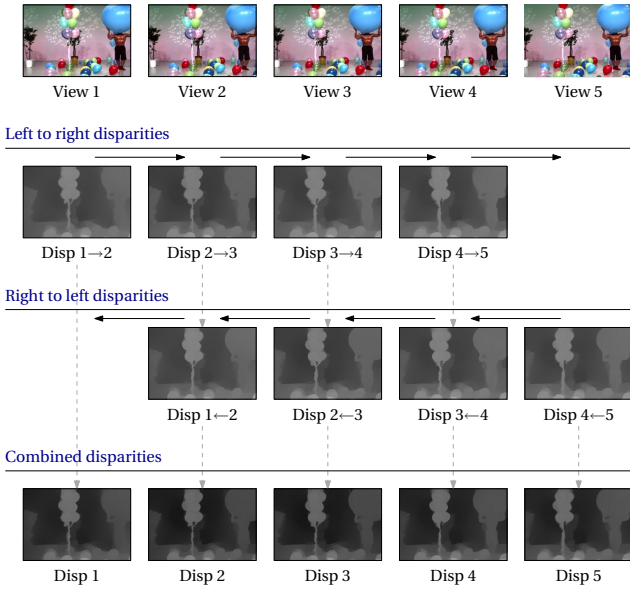 View 1 View 2 View 3 View 4 View 5
Left to right disparities
Disp 1→2 Disp 2→3 Disp 3→4 Disp 4→5
Right to left disparities
Disp 1←2 Disp 2←3 Disp 3←4 Disp 4←5
Combined disparities
Disp 1 Disp 2 Disp 3 Disp 4 Disp 5